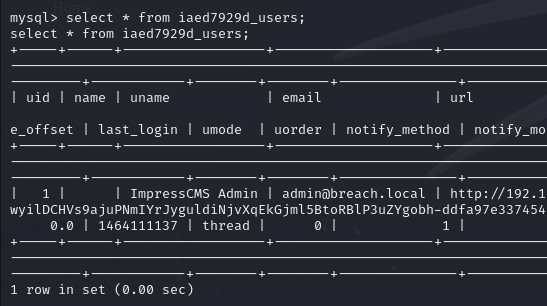 mysql> select * from iaed7929d_users;
select * from iaed7929d_users;
| uid | name | uname | email | url
e_offset | last_login | umode | uorder | notify_method | notify_mo
| 1 | | ImpressCMS Admin | admin@breach.local | http://192.1
wyilDCHVs9ajuPNmIYrJyguldiNjvXqEkGjml5BtoRBlP3uZYgobh-ddfa97e337454
0.0 | 1464111137 | thread | 0 | 1 |
1 row in set (0.00 sec)